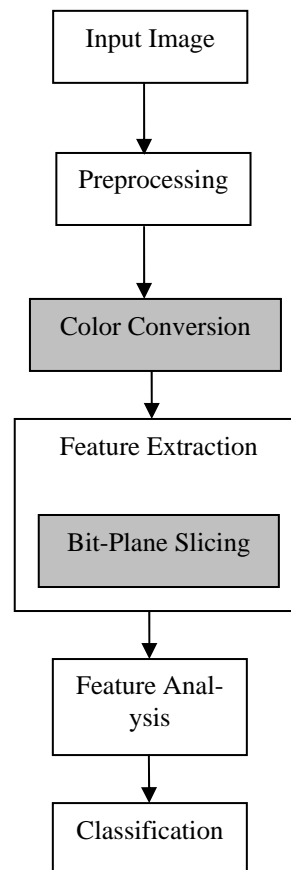 Input Image
Preprocessing
Color Conversion
Feature Extraction
Bit-Plane Slicing
Feature Anal-
ysis
Classification